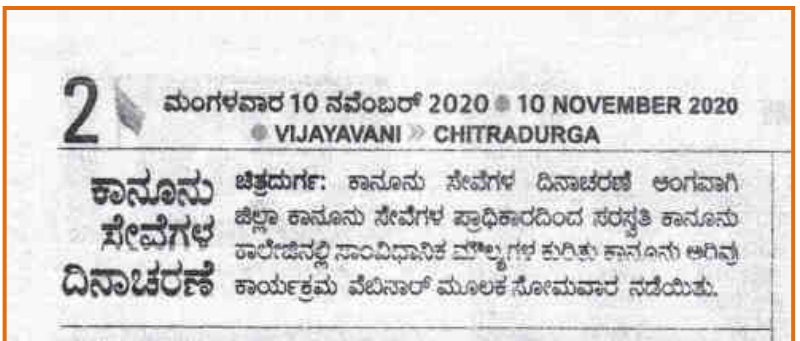 2
ಮಂಗಳವಾರ 10 ನವೆಂಬರ್ 2020 ● 10 NOVEMBER 2020
● VIJAYAVANI » CHITRADURGA
ಕಾನೂನು
ಸೇವೆಗಳ
ದಿನಾಚರಣೆ
ಚಿತ್ರದುರ್ಗ: ಕಾನೂನು ಸೇವೆಗಳ ದಿನಾಚರಣೆ ಅಂಗವಾಗಿ
ಜಿಲ್ಲಾ ಕಾನೂನು ಸೇವೆಗಳ ಪ್ರಾಧಿಕಾರದಿಂದ ಸರಸ್ವತಿ ಕಾನೂನು
ಕಾಲೇಜಿನಲ್ಲಿ ಸಾಂವಿಧಾನಿಕ ಮೌಲ್ಯಗಳ ಕುರಿತು ಕಾನೂನು ಅರಿವು
ಕಾರ್ಯಕ್ರಮ ವೆಬಿನಾರ್ ಮೂಲಕ ಸೋಮವಾರ ನಡೆಯಿತು.